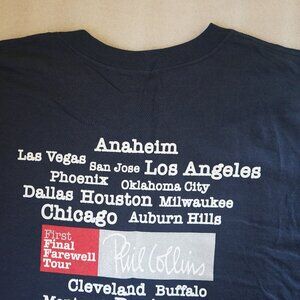 Anaheim
Las Vegas San Jose Los Angeles
Phoenix Oklahoma City
Dallas Houston Milwaukee
Chicago Auburn Hills
First
Final
Farewell
Tour
Phil Collins
Cleveland Buffalo